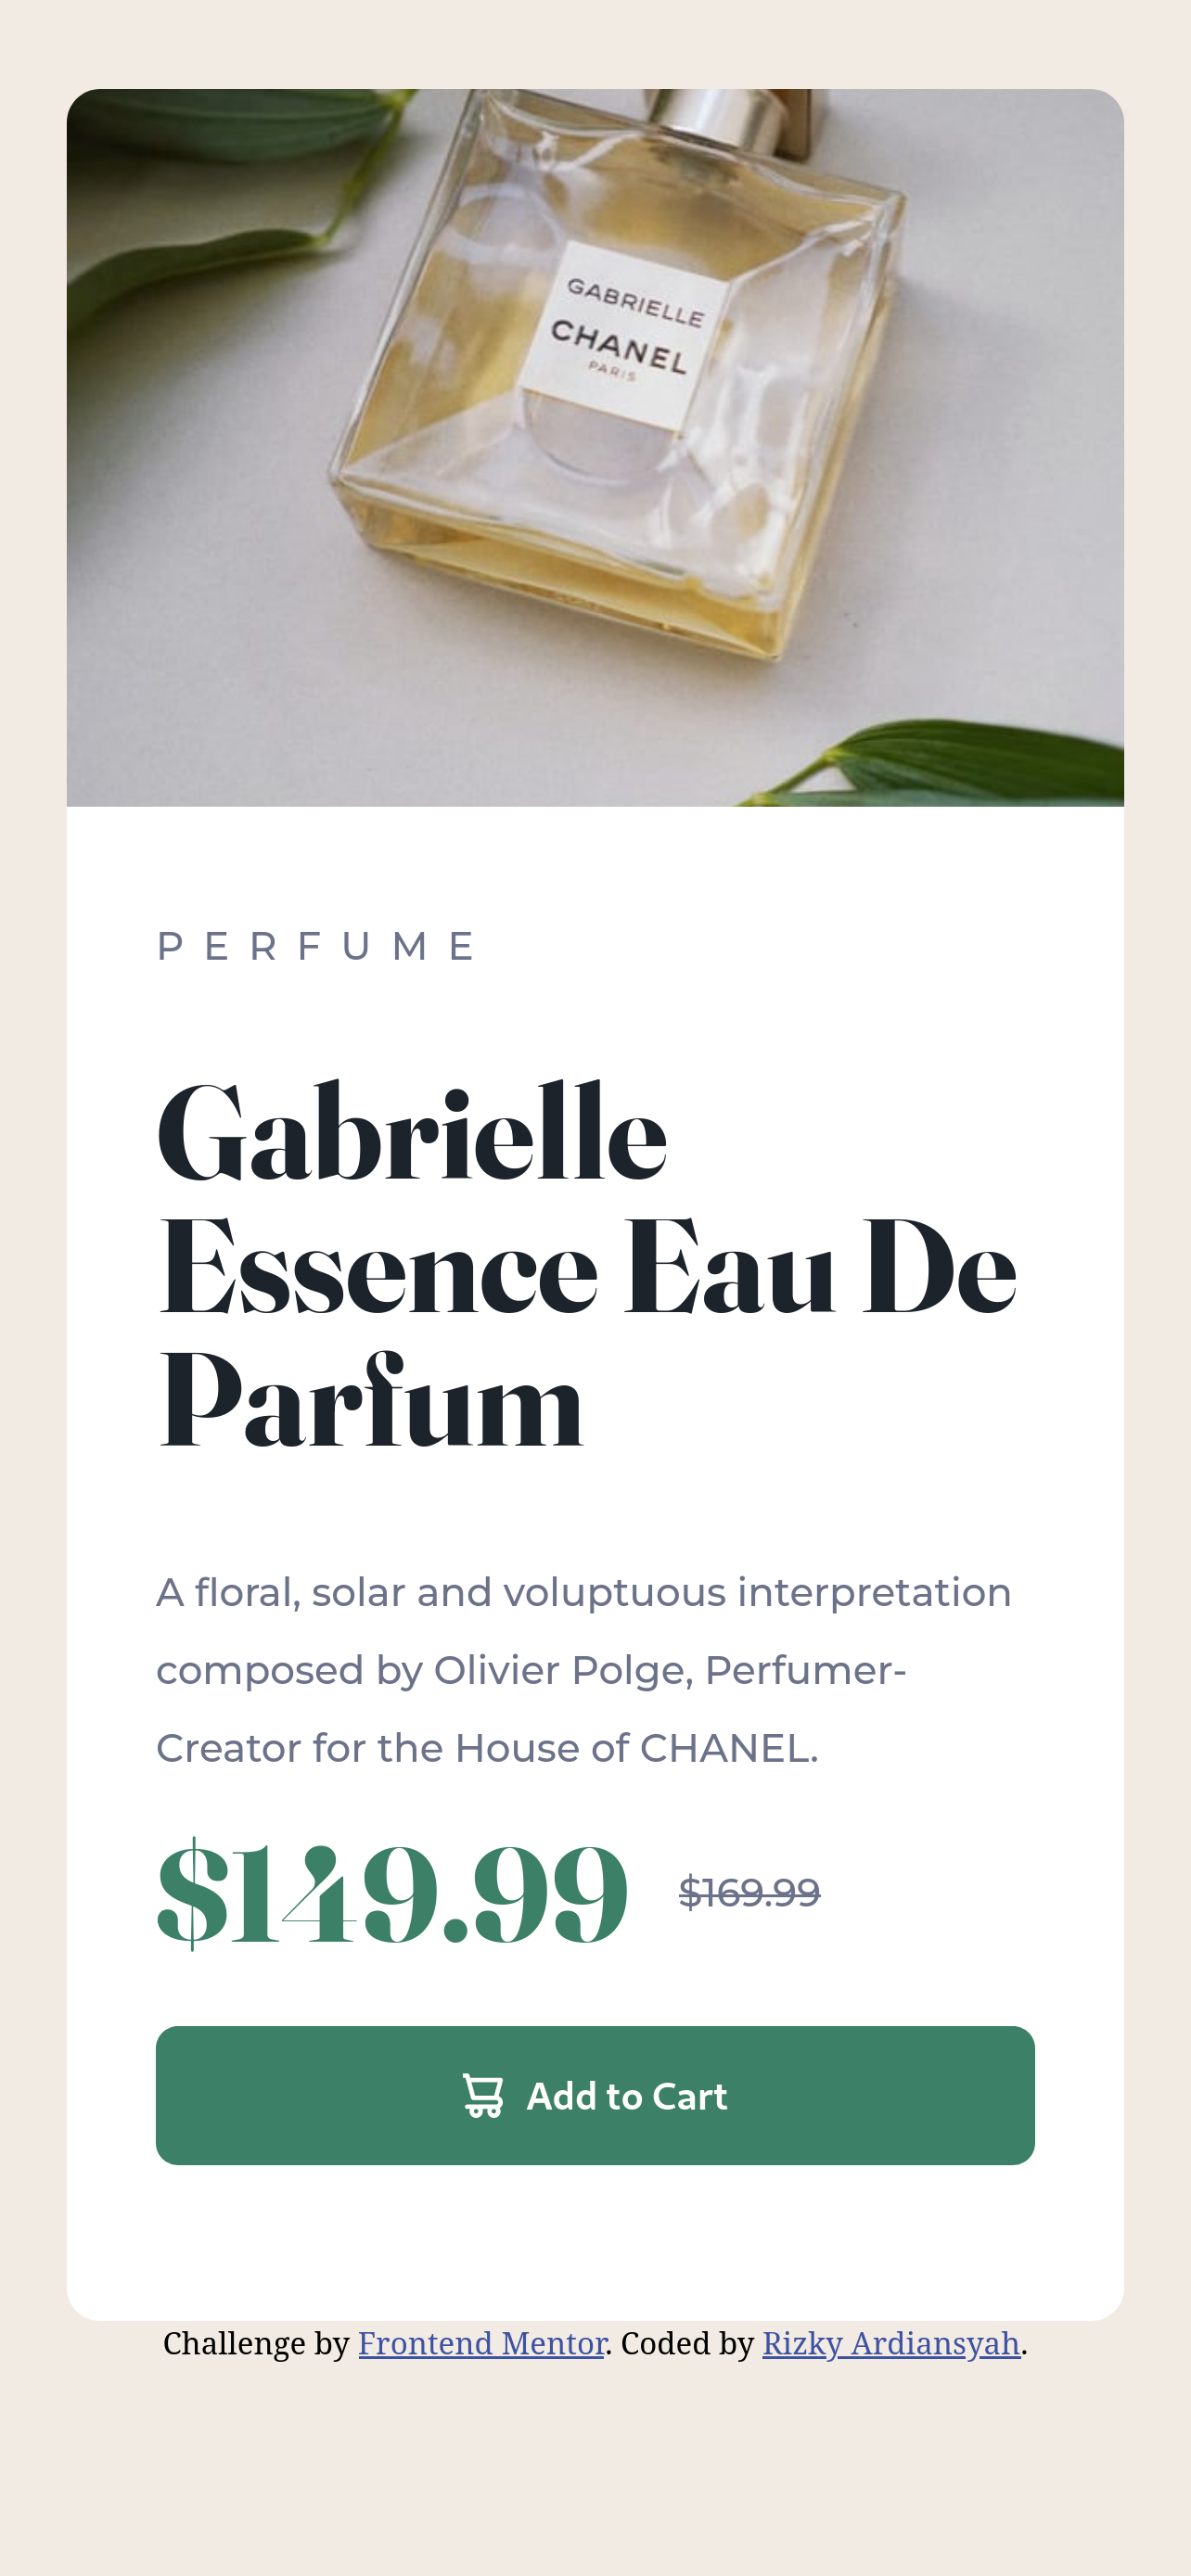 GABRIELLE
CHANEL
PARIS
PERFUME
Gabrielle
Essence Eau De
Parfum
A floral, solar and voluptuous interpretation
composed by Olivier Polge, Perfumer-
Creator for the House of CHANEL.
$149.99 $169.99
Add to Cart
Challenge by Frontend Mentor. Coded by Rizky Ardiansyah.